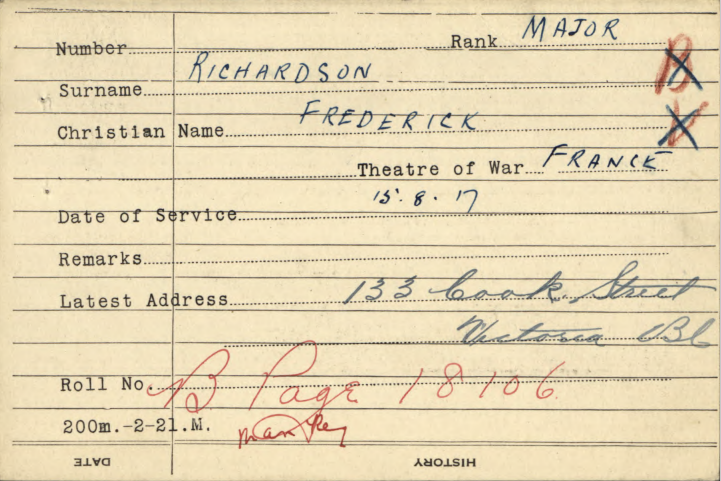 Number Rank MAJOR
Surname RICHARDSON B
Christian Name FREDERICK V
Theatre of War FRANCE
Date of Service 15.8.17
Remarks
Latest Address 133 Cook Street
Victoria BC
Roll No. B Page 18106
200m.-2-21.M.
DATE HISTORY